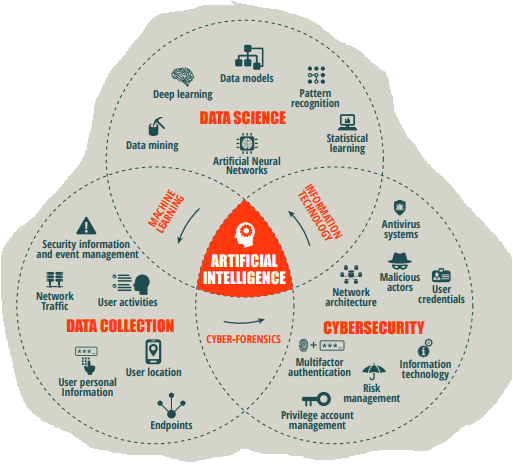 Data models
Deep learning
Pattern
recognition
DATA SCIENCE
Data mining
Statistical
learning
Artificial Neural
Networks
MACHINE
LEARNING
INFORMATION
TECHNOLOGY
ARTIFICIAL
INTELLIGENCE
Security information
and event management
Network
Traffic
User activities
DATA COLLECTION
***_
User personal
Information
User location
Endpoints
CYBER-FORENSICS
Antivirus
systems
Malicious
actors
User
credentials
Network
architecture
CYBERSECURITY
+ ***_
Multifactor
authentication
Information
technology
Risk
management
Privilege account
management